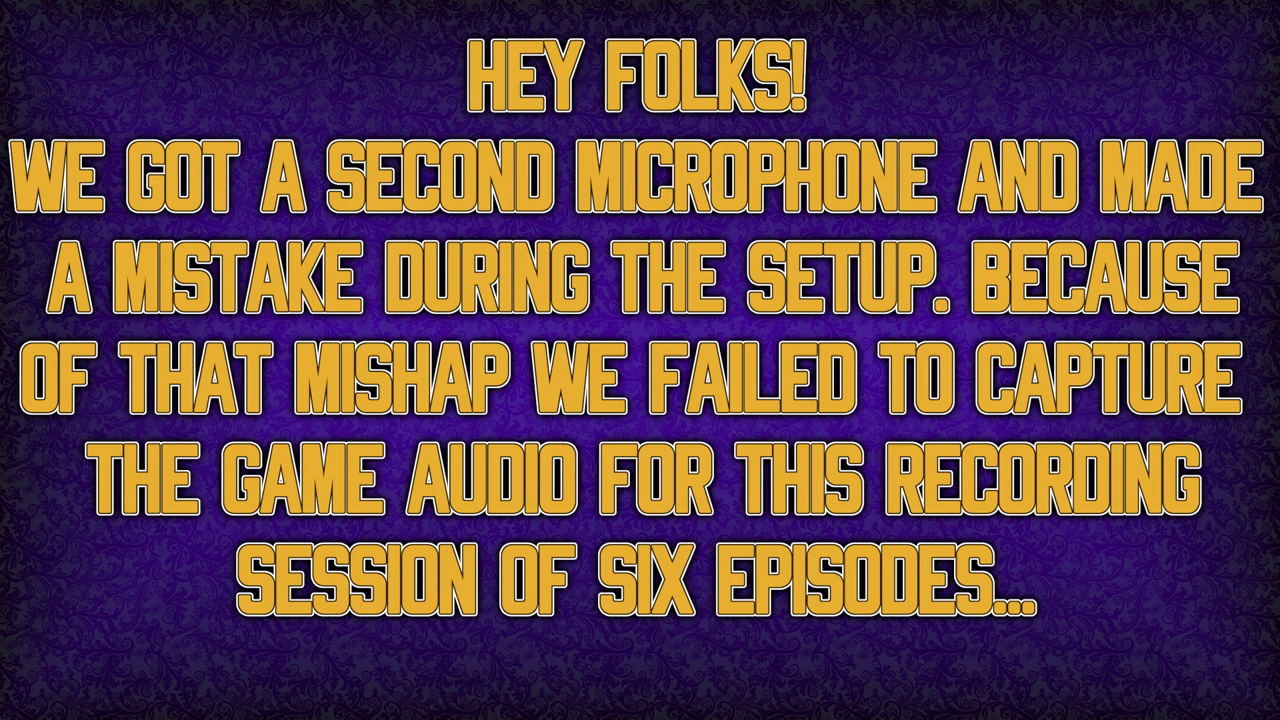 HEY FOLKS!
WE GOT A SECOND MICROPHONE AND MADE
A MISTAKE DURING THE SETUP. BECAUSE
OF THAT MISHAP WE FAILED TO CAPTURE
THE GAME AUDIO FOR THIS RECORDING
SESSION OF SIX EPISODES...